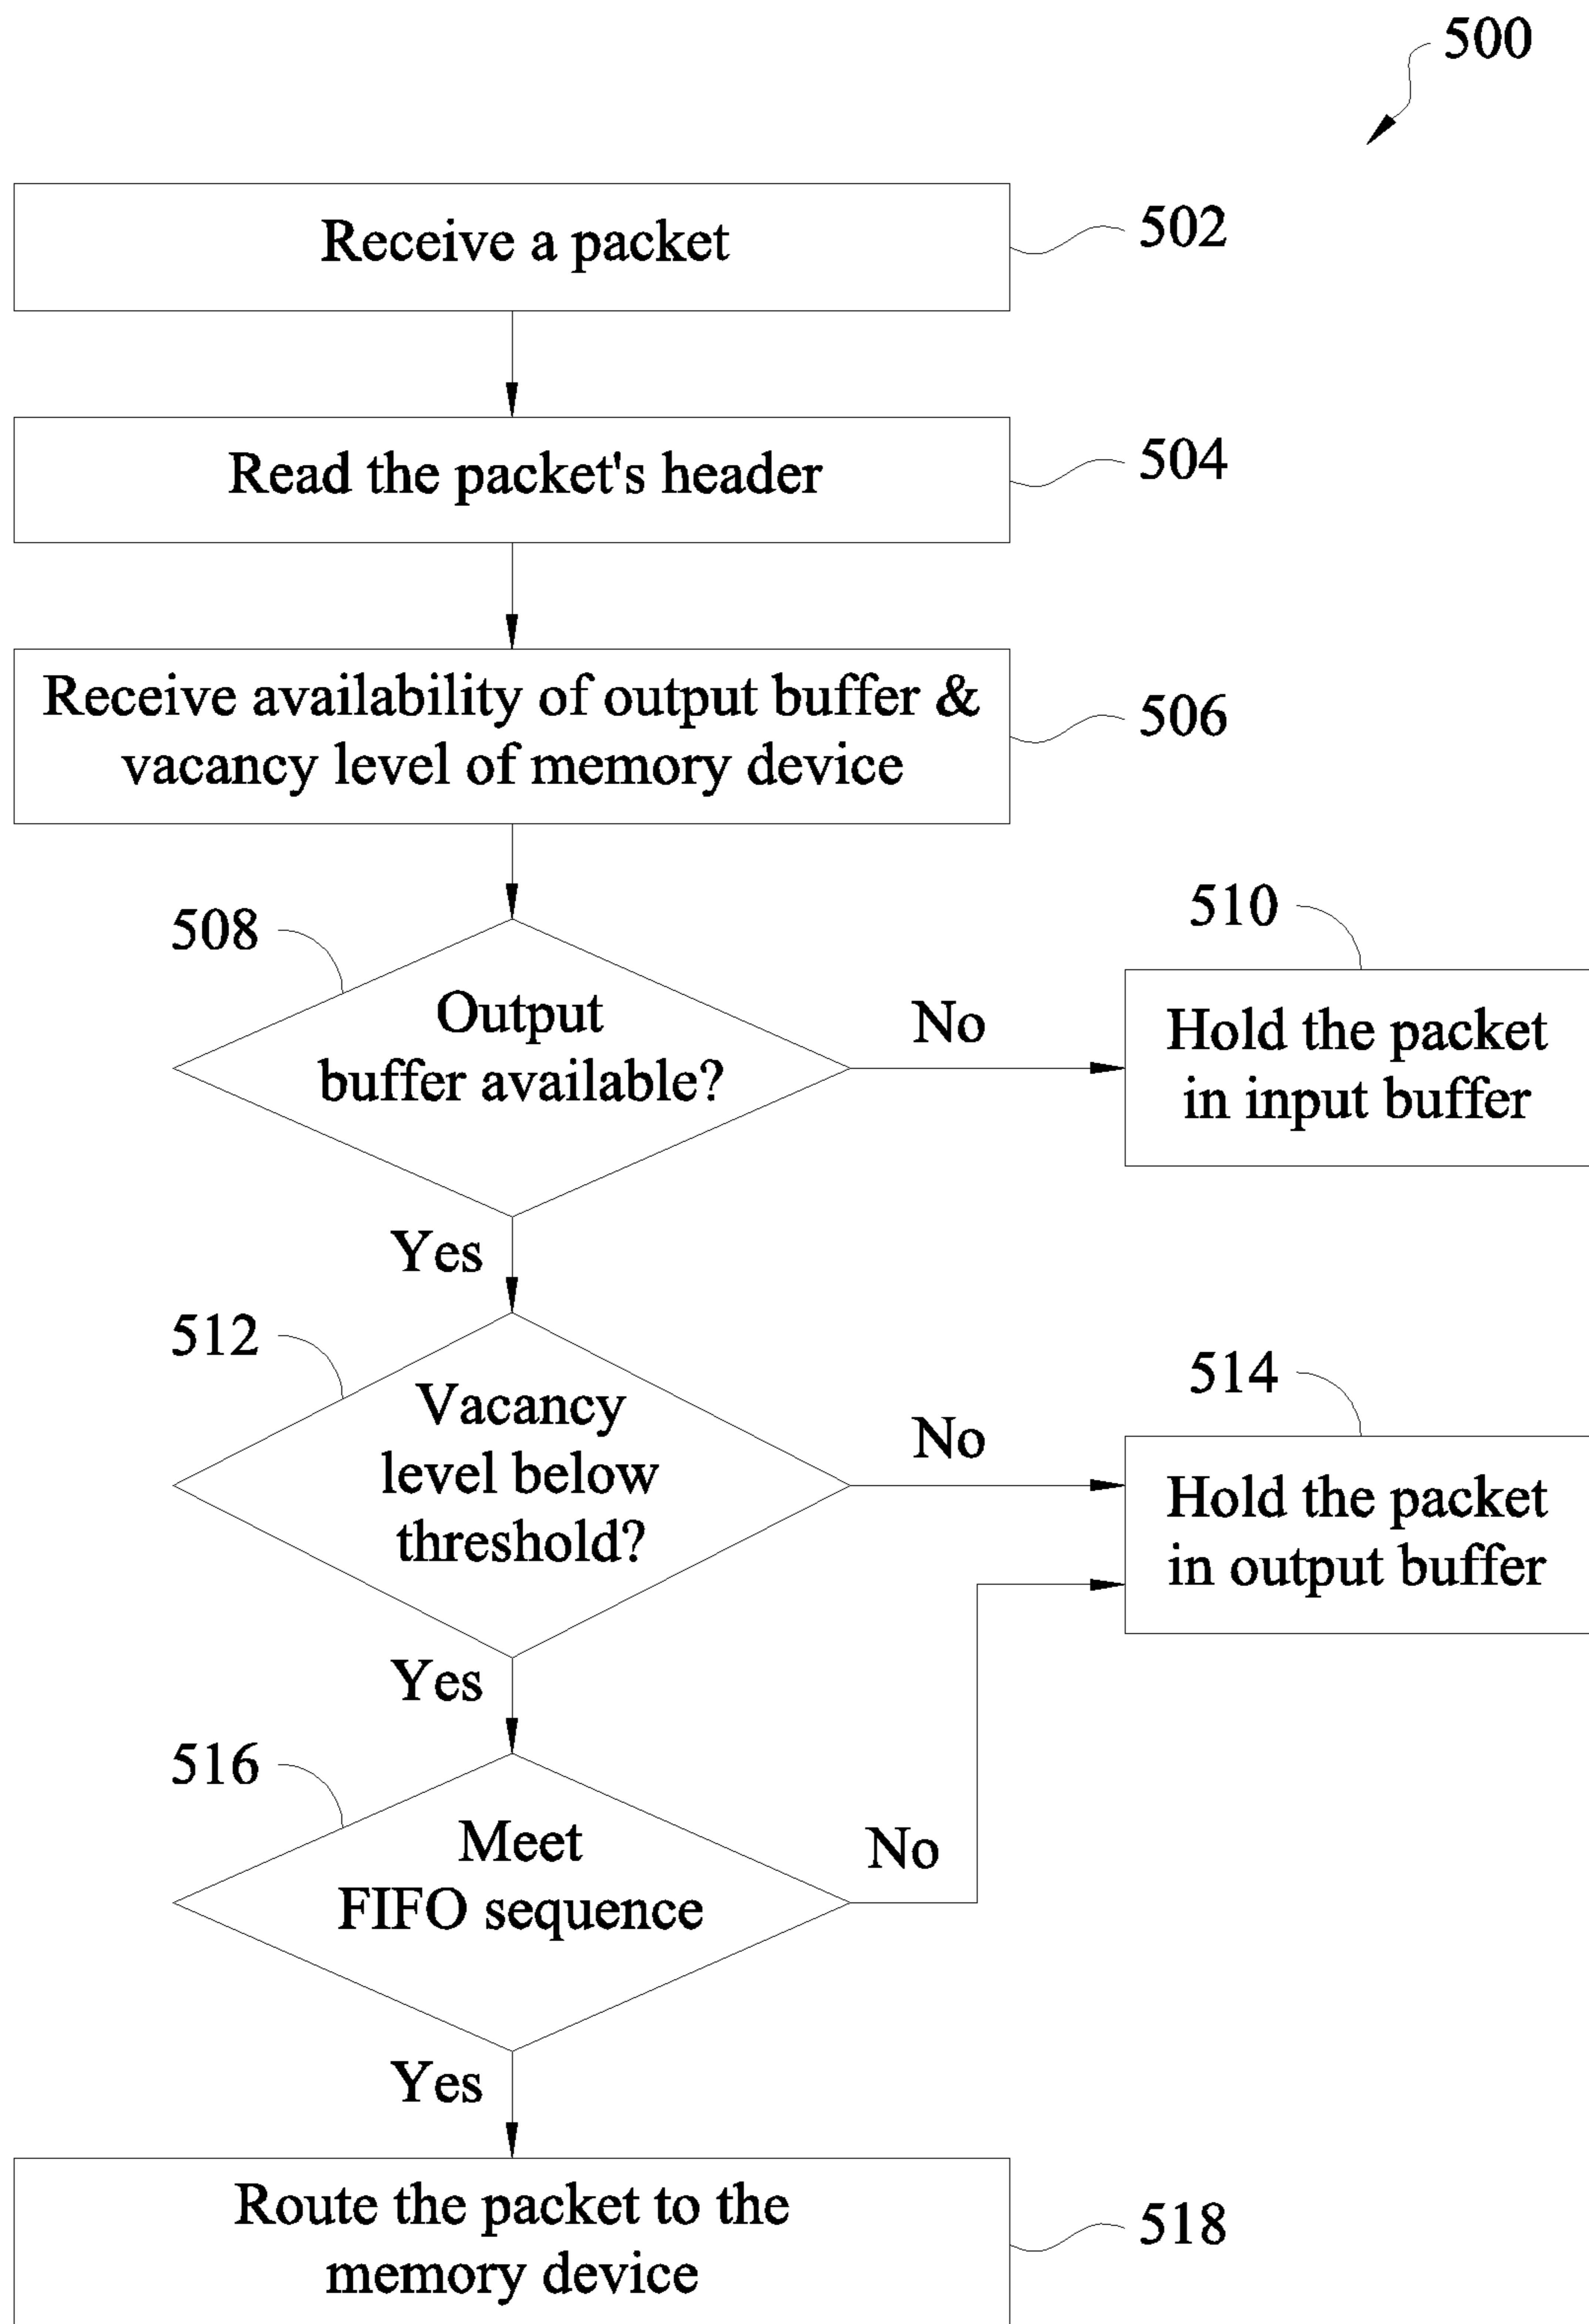 500
Receive a packet
502
Read the packet's header
504
Receive availability of output buffer &
vacancy level of memory device
506
508
Output
buffer available?
No
510
Hold the packet
in input buffer
Yes
512
Vacancy
level below
threshold?
No
514
Hold the packet
in output buffer
Yes
516
Meet
FIFO sequence
No
Yes
Route the packet to the
memory device
518